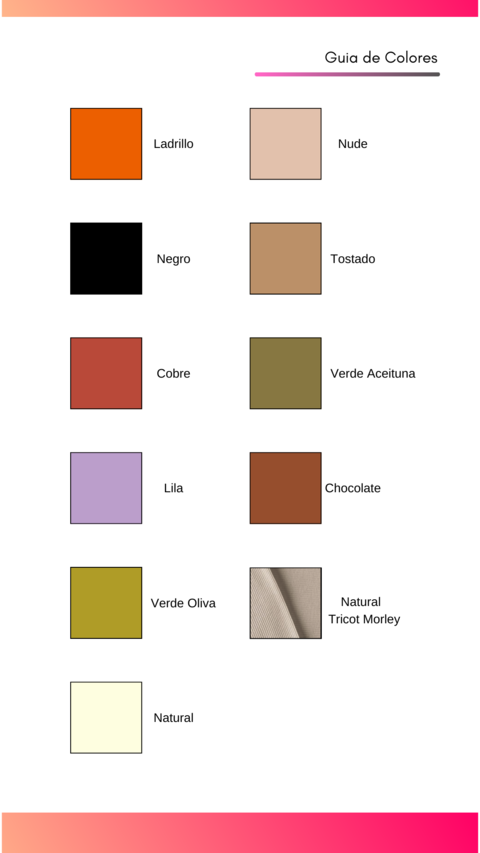 Guia de Colores
Ladrillo
Nude
Negro
Tostado
Cobre
Verde Aceituna
Lila
Chocolate
Verde Oliva
Natural
Tricot Morley
Natural